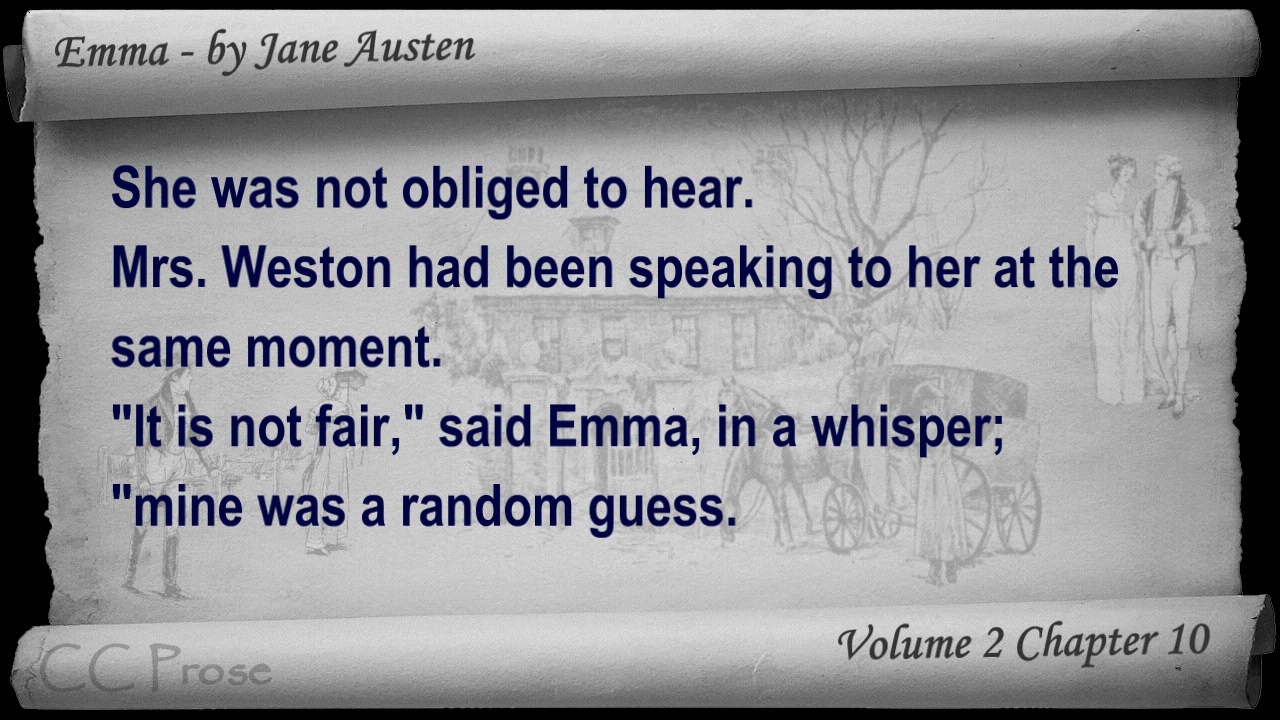 Emma - by Jane Austen
She was not obliged to hear.
Mrs. Weston had been speaking to her at the
same moment.
"It is not fair," said Emma, in a whisper;
"mine was a random guess.
Volume 2 Chapter 10
CC Prose